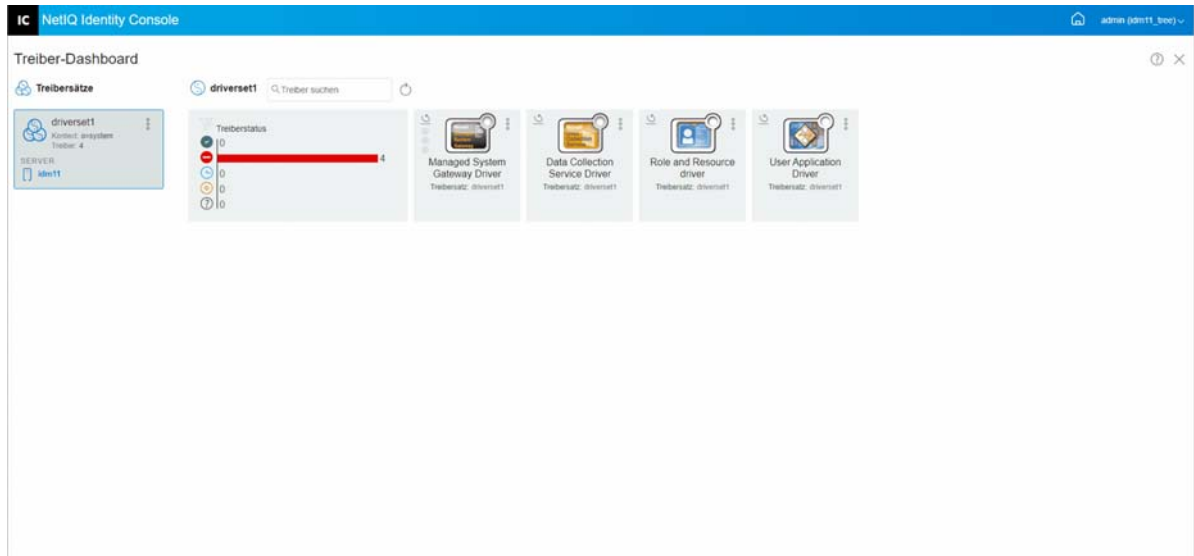 IC NetIQ Identity Console
admin (idm11_tree)
Treiber-Dashboard
Treibersätze
driverset1
Treiber suchen
driverset1
Kontext: o=system
Treiber: 4
SERVER
idm11
Treiberstatus
0
4
0
0
0
Managed System
Gateway Driver
Treibersatz: driverset1
Data Collection
Service Driver
Treibersatz: driverset1
Role and Resource
driver
Treibersatz: driverset1
User Application
Driver
Treibersatz: driverset1